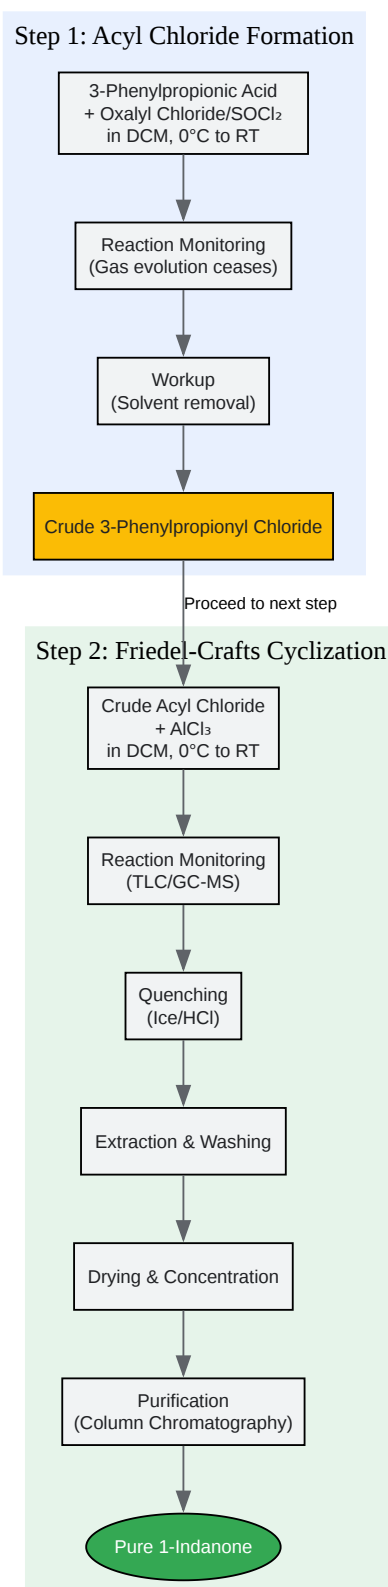 Step 1: Acyl Chloride Formation
3-Phenylpropionic Acid
+ Oxalyl Chloride/SOCl₂
in DCM, 0°C to RT
Reaction Monitoring
(Gas evolution ceases)
Workup
(Solvent removal)
Crude 3-Phenylpropionyl Chloride
Proceed to next step
Step 2: Friedel-Crafts Cyclization
Crude Acyl Chloride
+ AlCl₃
in DCM, 0°C to RT
Reaction Monitoring
(TLC/GC-MS)
Quenching
(Ice/HCl)
Extraction & Washing
Drying & Concentration
Purification
(Column Chromatography)
Pure 1-Indanone